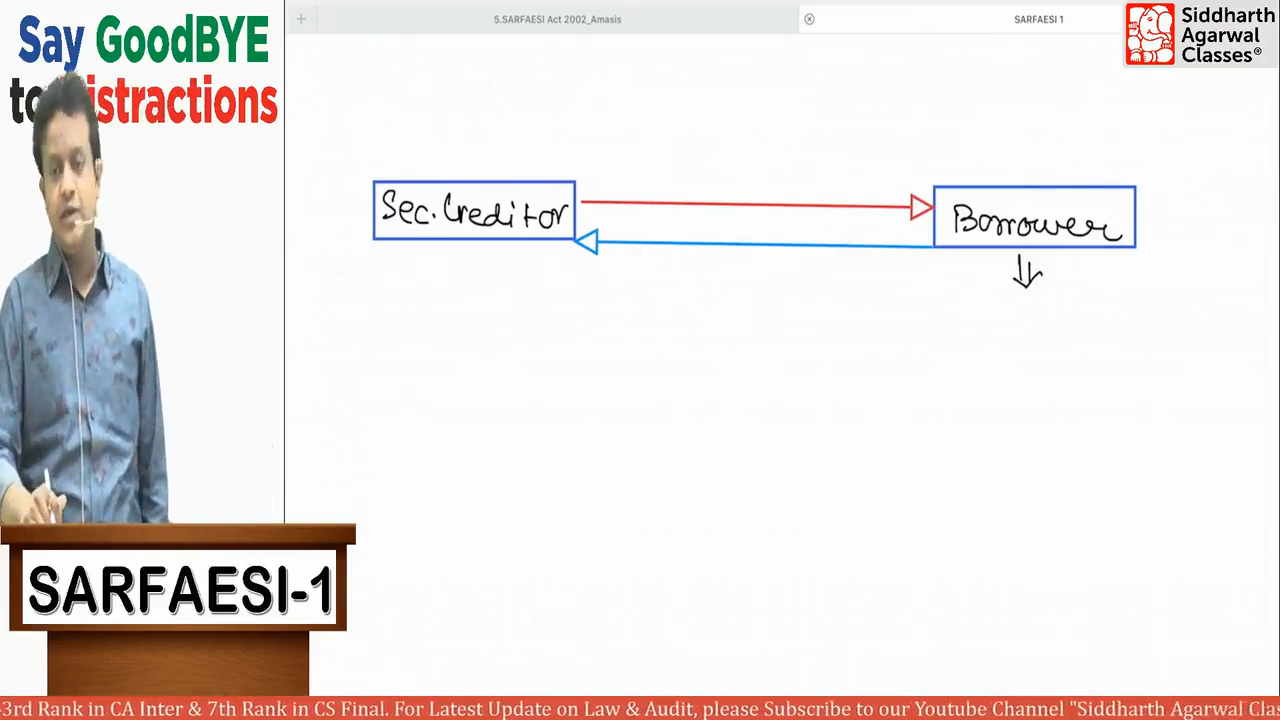 Say GoodBYE
to Distractions
5.SARFAESI Act 2002_Amasis
SARFAESI 1
Siddharth
Agarwal
Classes®
Sec. Creditor
Borrower
SARFAESI-1
-3rd Rank in CA Inter & 7th Rank in CS Final. For Latest Update on Law & Audit, please Subscribe to our Youtube Channel "Siddharth Agarwal Clas